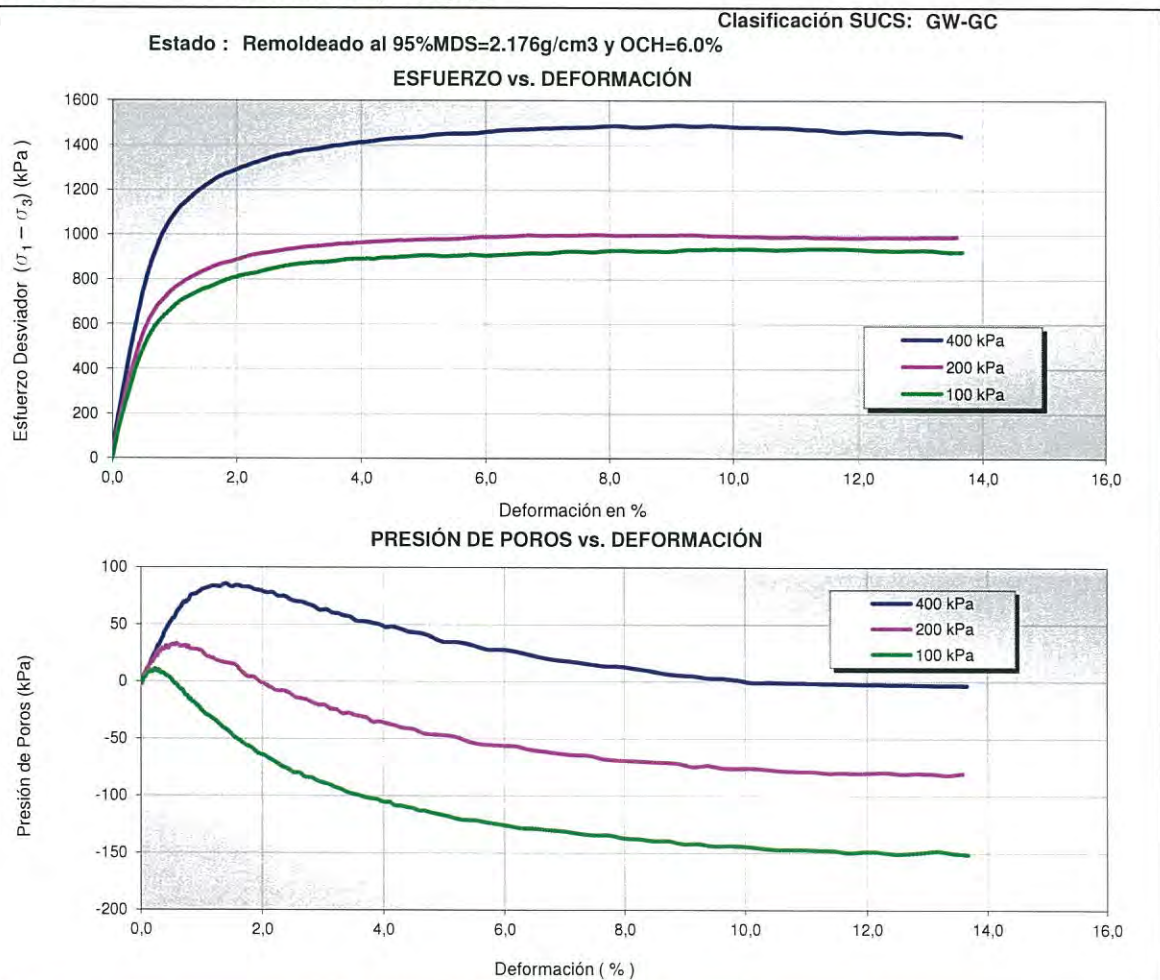 Clasificación SUCS: GW-GC
Estado : Remoldeado al 95%MDS=2.176g/cm3 y OCH=6.0%
ESFUERZO vs. DEFORMACIÓN
Esfuerzo Desviador (σ1 − σ3) (kPa)
1600
1400
1200
1000
800
600
400
200
0
0,0 2,0 4,0 6,0 8,0 10,0 12,0 14,0 16,0
400 kPa
200 kPa
100 kPa
Deformación en %
PRESIÓN DE POROS vs. DEFORMACIÓN
Presión de Poros (kPa)
100
50
0
-50
-100
-150
-200
0,0 2,0 4,0 6,0 8,0 10,0 12,0 14,0 16,0
400 kPa
200 kPa
100 kPa
Deformación ( % )